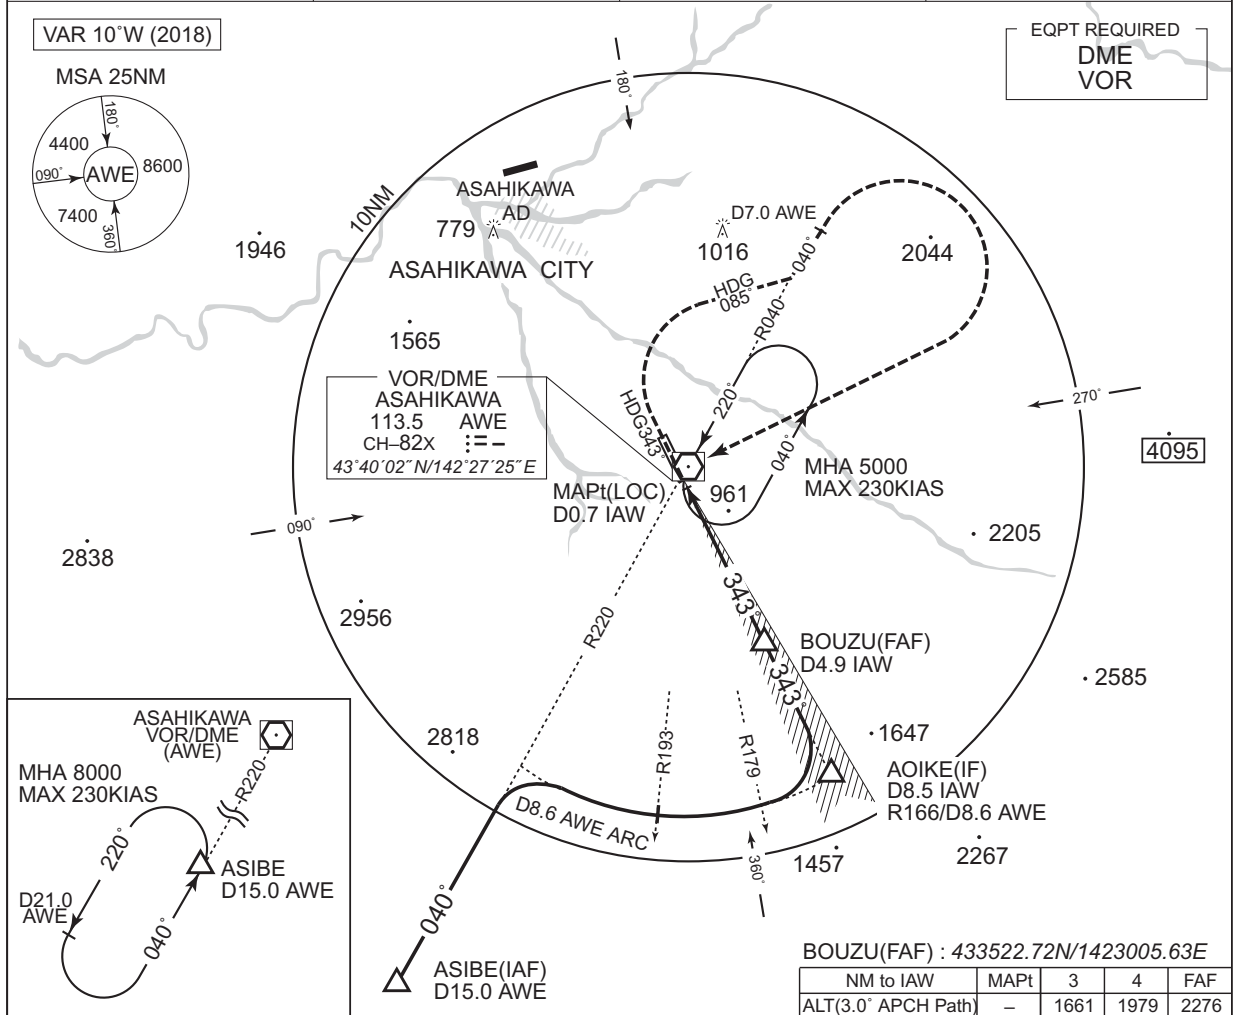 VAR 10°W (2018)
MSA 25NM
180°
4400
8600
090°
AWE
7400
360°
EQPT REQUIRED
DME
VOR
180°
10NM
ASAHIKAWA
AD
779
ASAHIKAWA CITY
1946
D7.0 AWE
1016
040°
2044
HDG
085°
R040
1565
VOR/DME
ASAHIKAWA
113.5 AWE
CH–82X
43°40′02″N/142°27′25″E
HDG343°
220°
040°
270°
4095
MHA 5000
MAX 230KIAS
MAPt(LOC)
D0.7 IAW
961
090°
2205
2838
2956
R220
343°
BOUZU(FAF)
D4.9 IAW
343°
2585
2818
R193
R179
1647
AOIKE(IF)
D8.5 IAW
R166/D8.6 AWE
D8.6 AWE ARC
1457
360°
2267
040°
ASIBE(IAF)
D15.0 AWE
ASAHIKAWA
VOR/DME
(AWE)
MHA 8000
MAX 230KIAS
R220
220°
ASIBE
D15.0 AWE
D21.0
AWE
040°
BOUZU(FAF) : 433522.72N/1423005.63E
NM to IAW MAPt 3 4 FAF
ALT(3.0° APCH Path) – 1661 1979 2276